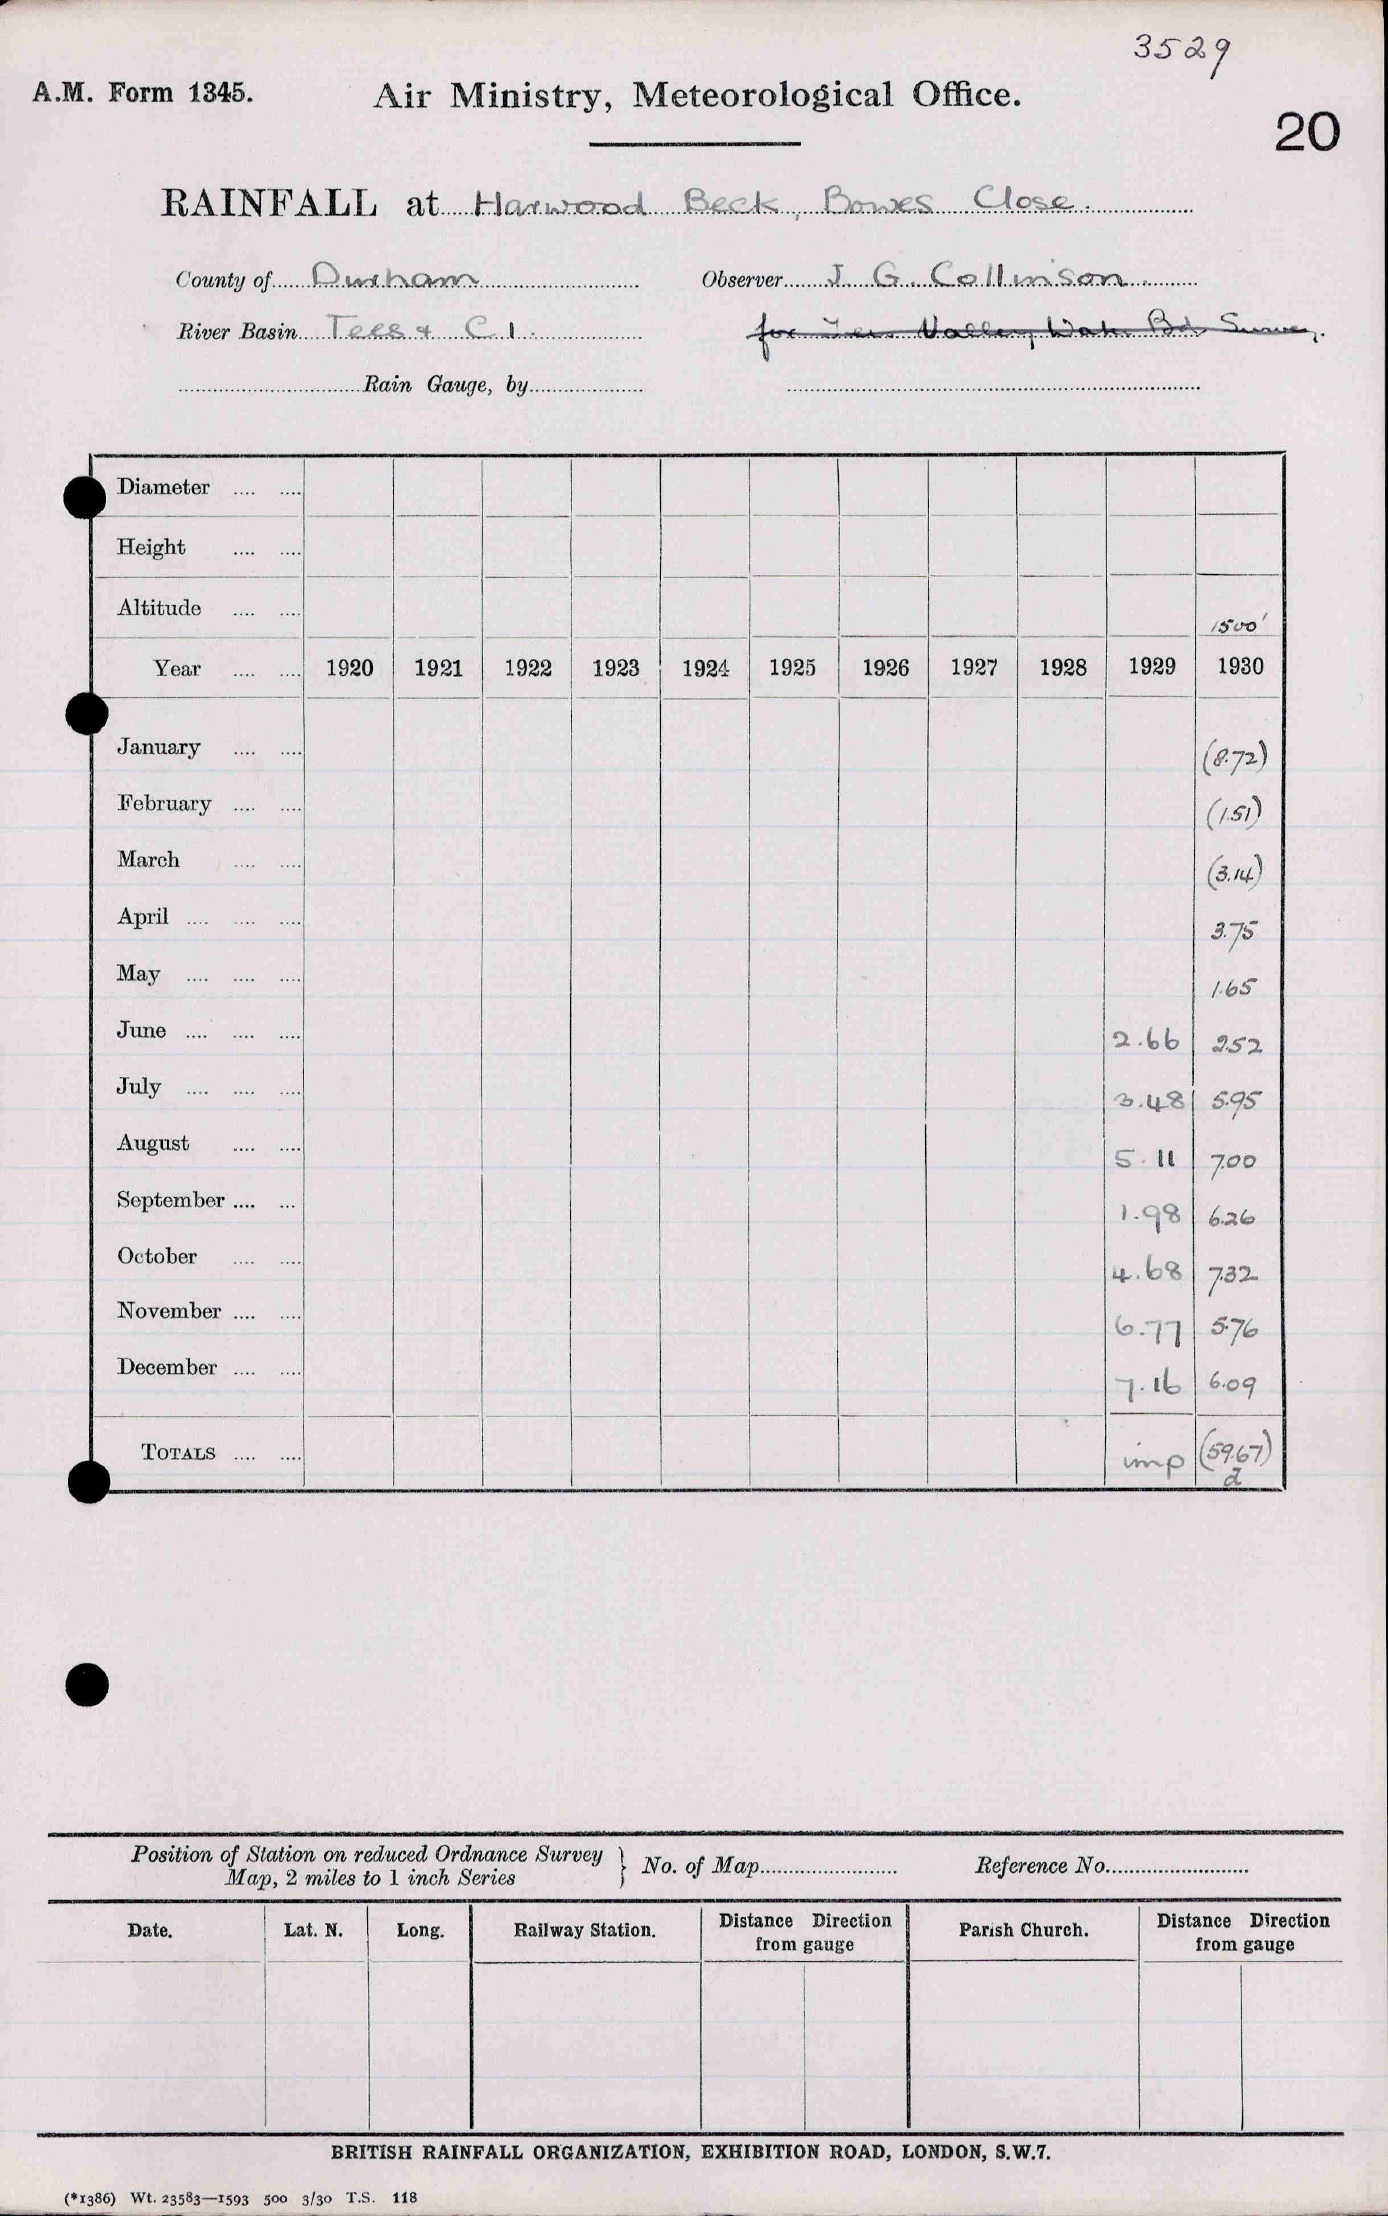 3529
A.M. Form 1345. Air Ministry, Meteorological Office.
20
RAINFALL at Harwood Beck, Bowes Close.
County of Durham Observer J. G. Collinson.
River Basin Tees & C1. for Tees Valley Water Bd Survey.
Rain Gauge, by
Diameter .... ....
Height .... ....
Altitude .... .... 1500'
Year .... .... 1920 1921 1922 1923 1924 1925 1926 1927 1928 1929 1930
January .... .... (8.72)
February .... .... (1.51)
March .... .... (3.14)
April .... .... .... 3.75
May .... .... .... 1.65
June .... .... .... 2.66 2.52
July .... .... .... 3.48 5.95
August .... .... 5.11 7.00
September .... ... 1.98 6.26
October .... .... 4.68 7.32
November .... .... 6.77 5.76
December .... .... 7.16 6.09
TOTALS .... .... imp (59.67)
d
Position of Station on reduced Ordnance Survey
Map, 2 miles to 1 inch Series } No. of Map Reference No.
Date. Lat. N. Long. Railway Station. Distance Direction
from gauge Parish Church. Distance Direction
from gauge
BRITISH RAINFALL ORGANIZATION, EXHIBITION ROAD, LONDON, S.W.7.
(*1386) Wt. 23583—1593 500 3/30 T.S. 118